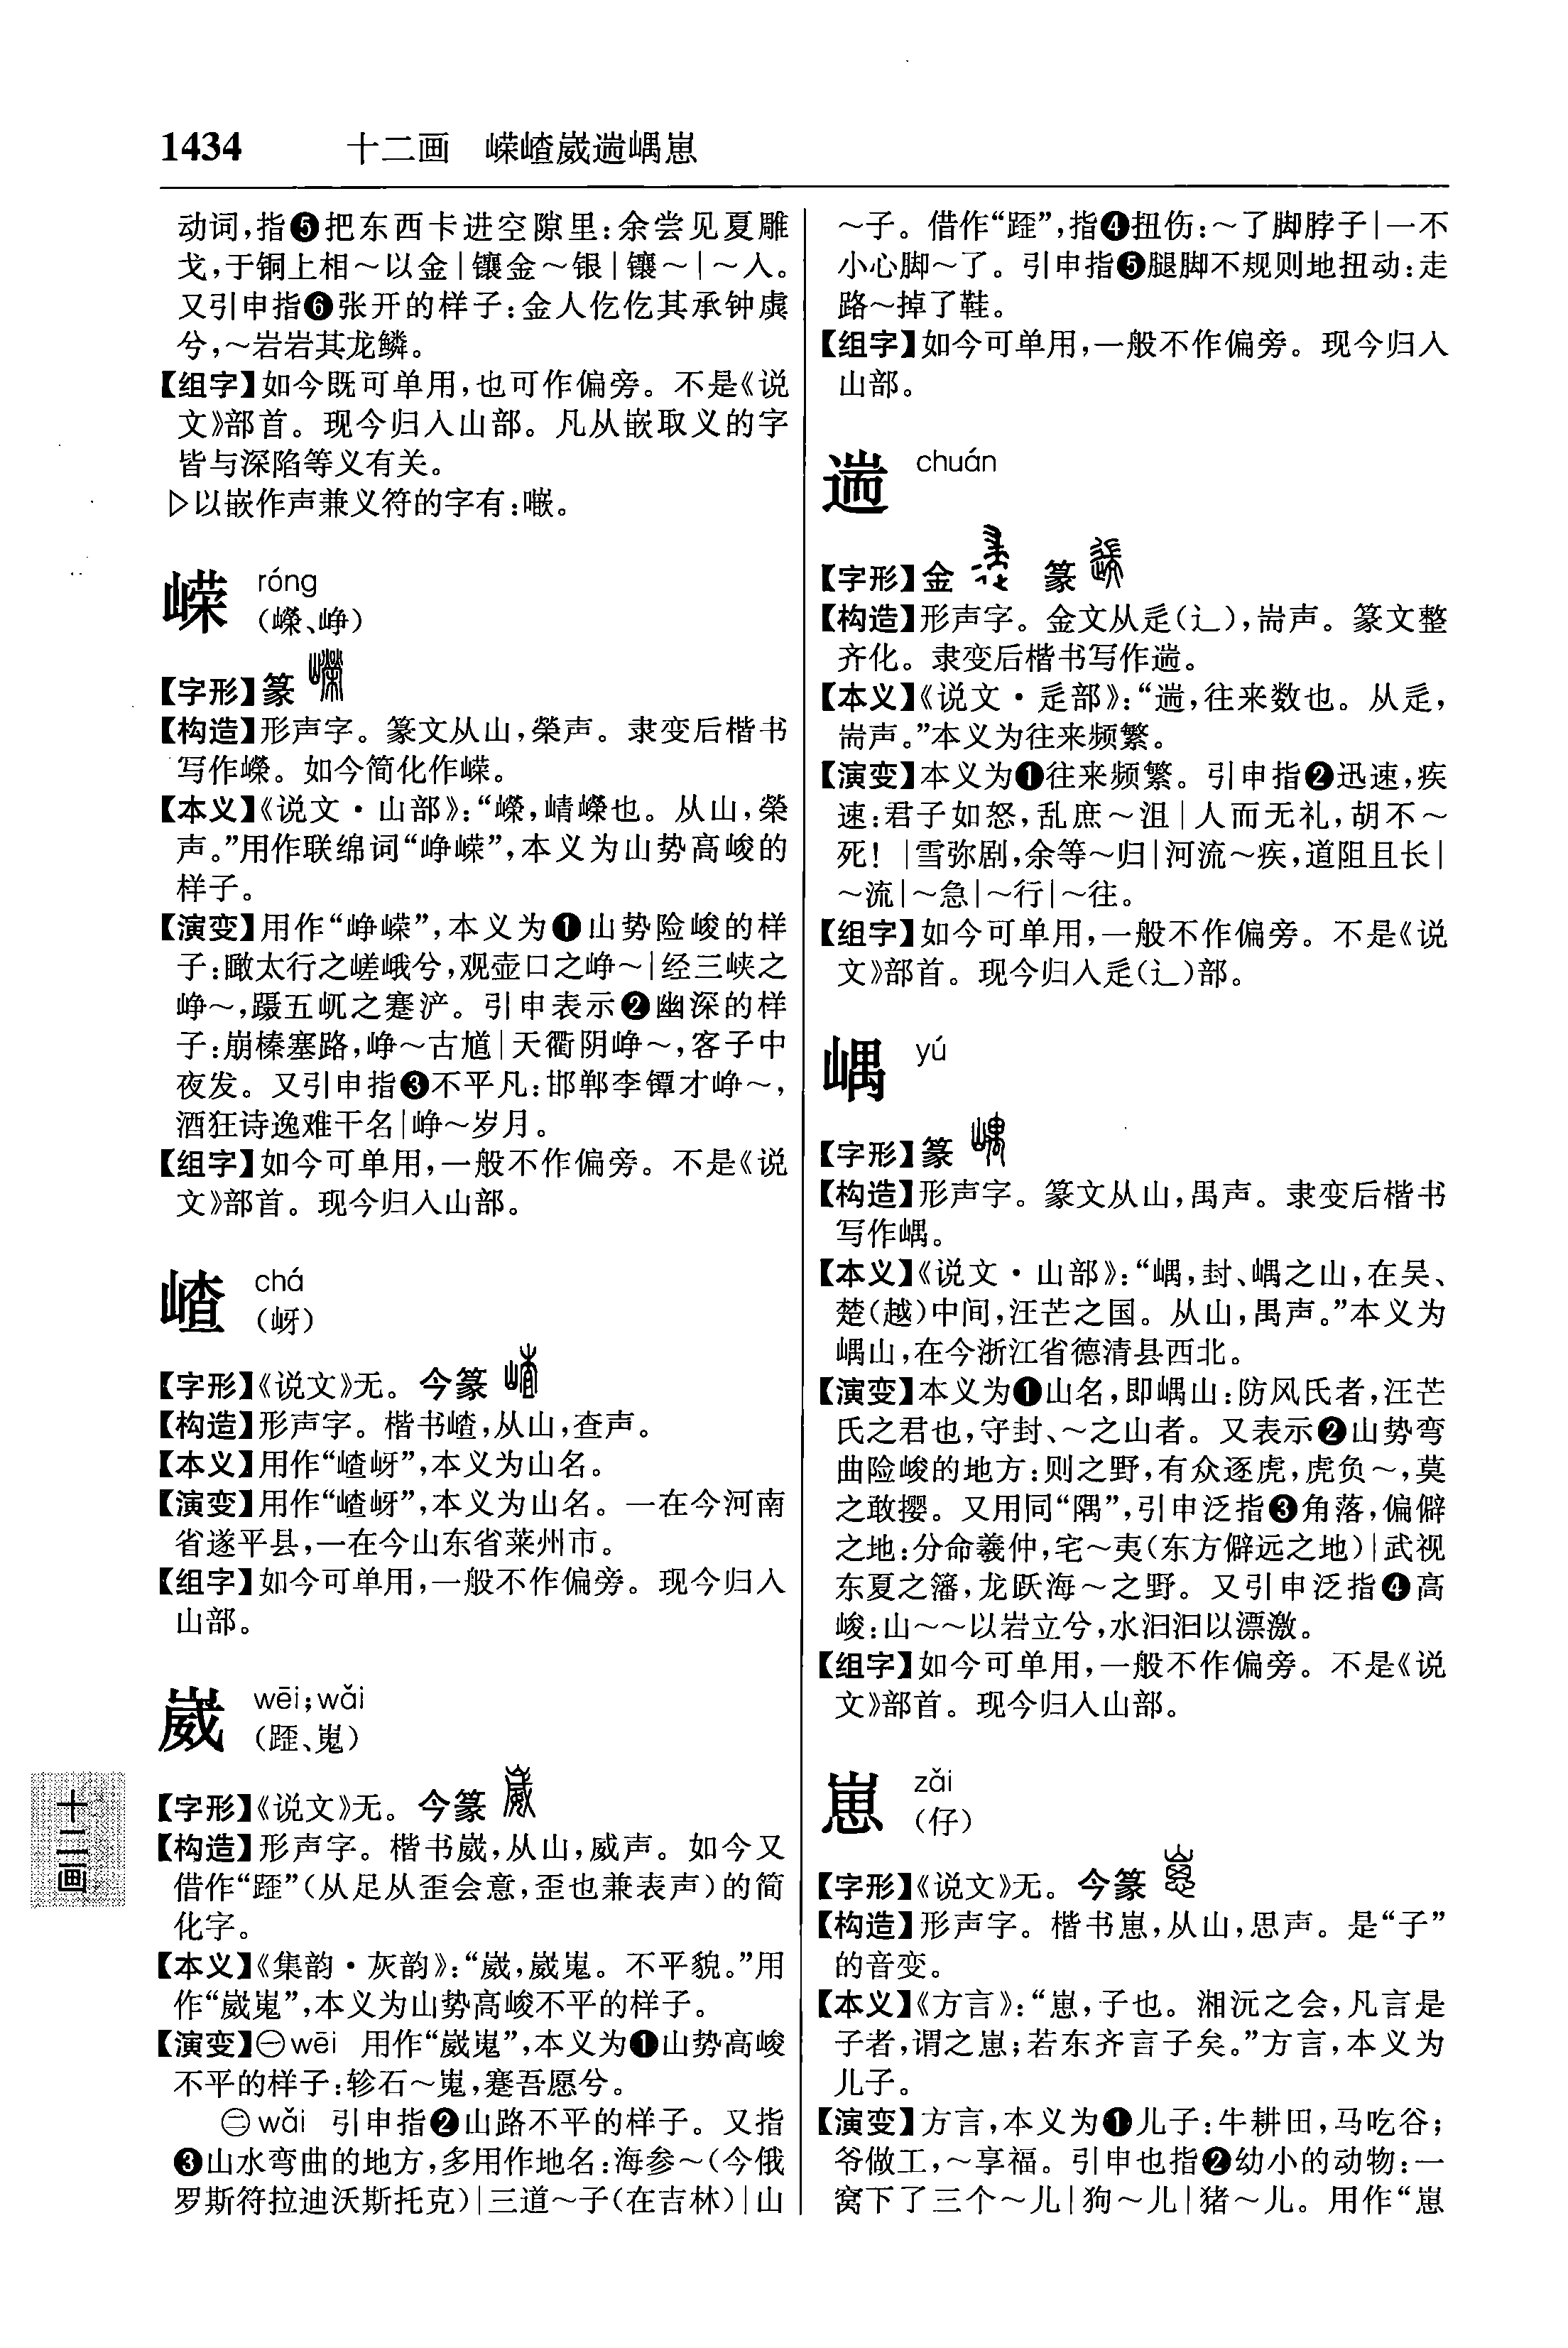 1434 十二画 嵘嵖崴遄嵎崽
动词,指❺把东西卡进空隙里:余尝见夏雕
戈,于铜上相～以金|镶金～银|镶～|～人。
又引申指❻张开的样子:金人仡仡其承钟虡
兮,～岩岩其龙鳞。
【组字】如今既可单用,也可作偏旁。不是《说
文》部首。现今归入山部。凡从嵌取义的字
皆与深陷等义有关。
▷以嵌作声兼义符的字有:㘔。
嵘 róng
(嶸、峥)
【字形】篆
【构造】形声字。篆文从山,榮声。隶变后楷书
写作嶸。如今简化作嵘。
【本义】《说文·山部》:“嶸,崝嶸也。从山,榮
声。”用作联绵词“峥嵘”,本义为山势高峻的
样子。
【演变】用作“峥嵘”,本义为❶山势险峻的样
子:瞰太行之嵯峨兮,观壶口之峥～|经三峡之
峥～,蹑五屼之蹇浐。引申表示❷幽深的样
子:崩榛塞路,峥～古馗|天衢阴峥～,客子中
夜发。又引申指❸不平凡:邯郸李镡才峥～,
酒狂诗逸难干名|峥～岁月。
【组字】如今可单用,一般不作偏旁。不是《说
文》部首。现今归入山部。
嵖 chá
(岈)
【字形】《说文》无。今篆
【构造】形声字。楷书嵖,从山,查声。
【本义】用作“嵖岈”,本义为山名。
【演变】用作“嵖岈”,本义为山名。一在今河南
省遂平县,一在今山东省莱州市。
【组字】如今可单用,一般不作偏旁。现今归入
山部。
崴 wēi;wǎi
(踒、嵬)
【字形】《说文》无。今篆
【构造】形声字。楷书崴,从山,威声。如今又
借作“”(从足从歪会意,歪也兼表声)的简
化字。
【本义】《集韵·灰韵》:“崴,崴嵬。不平貌。”用
作“崴嵬”,本义为山势高峻不平的样子。
【演变】㊀wēi 用作“崴嵬”,本义为❶山势高峻
不平的样子:轸石～嵬,蹇吾愿兮。
㊁wǎi 引申指❷山路不平的样子。又指
❸山水弯曲的地方,多用作地名:海参～(今俄
罗斯符拉迪沃斯托克)|三道～子(在吉林)|山
十二画
～子。借作“”,指❹扭伤:～了脚脖子|一不
小心脚～了。引申指❺腿脚不规则地扭动:走
路～掉了鞋。
【组字】如今可单用,一般不作偏旁。现今归入
山部。
遄 chuán
【字形】金 篆
【构造】形声字。金文从辵(辶),耑声。篆文整
齐化。隶变后楷书写作遄。
【本义】《说文·辵部》:“遄,往来数也。从辵,
耑声。”本义为往来频繁。
【演变】本义为❶往来频繁。引申指❷迅速,疾
速:君子如怒,乱庶～沮|人而无礼,胡不～
死!|雪弥剧,余等～归|河流～疾,道阻且长|
～流|～急|～行|～往。
【组字】如今可单用,一般不作偏旁。不是《说
文》部首。现今归入辵(辶)部。
嵎 yú
【字形】篆
【构造】形声字。篆文从山,禺声。隶变后楷书
写作嵎。
【本义】《说文·山部》:“嵎,封、嵎之山,在吴、
楚(越)中间,汪芒之国。从山,禺声。”本义为
嵎山,在今浙江省德清县西北。
【演变】本义为❶山名,即嵎山:防风氏者,汪芒
氏之君也,守封、～之山者。又表示❷山势弯
曲险峻的地方:则之野,有众逐虎,虎负～,莫
之敢撄。又用同“隅”,引申泛指❸角落,偏僻
之地:分命羲仲,宅～夷(东方僻远之地)|武视
东夏之籓,龙跃海～之野。又引申泛指❹高
峻:山～～以岩立兮,水汩汩以漂激。
【组字】如今可单用,一般不作偏旁。不是《说
文》部首。现今归入山部。
崽 zǎi
(仔)
【字形】《说文》无。今篆
【构造】形声字。楷书崽,从山,思声。是“子”
的音变。
【本义】《方言》:“崽,子也。湘沅之会,凡言是
子者,谓之崽;若东齐言子矣。”方言,本义为
儿子。
【演变】方言,本义为❶儿子:牛耕田,马吃谷;
爷做工,～享福。引申也指❷幼小的动物:一
窝下了三个～儿|狗～儿|猪～儿。用作“崽